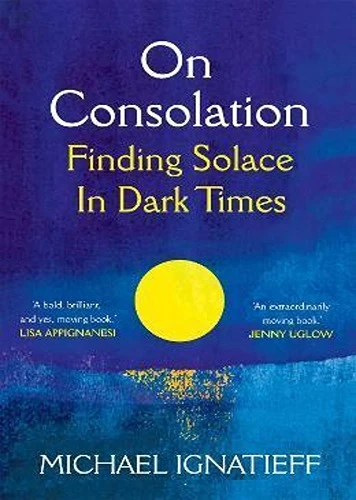 On
Consolation
Finding Solace
In Dark Times
'A bold, brilliant,
and yes, moving book.'
LISA APPIGNANESI
'An extraordinarily
moving book.'
JENNY UGLOW
MICHAEL IGNATIEFF